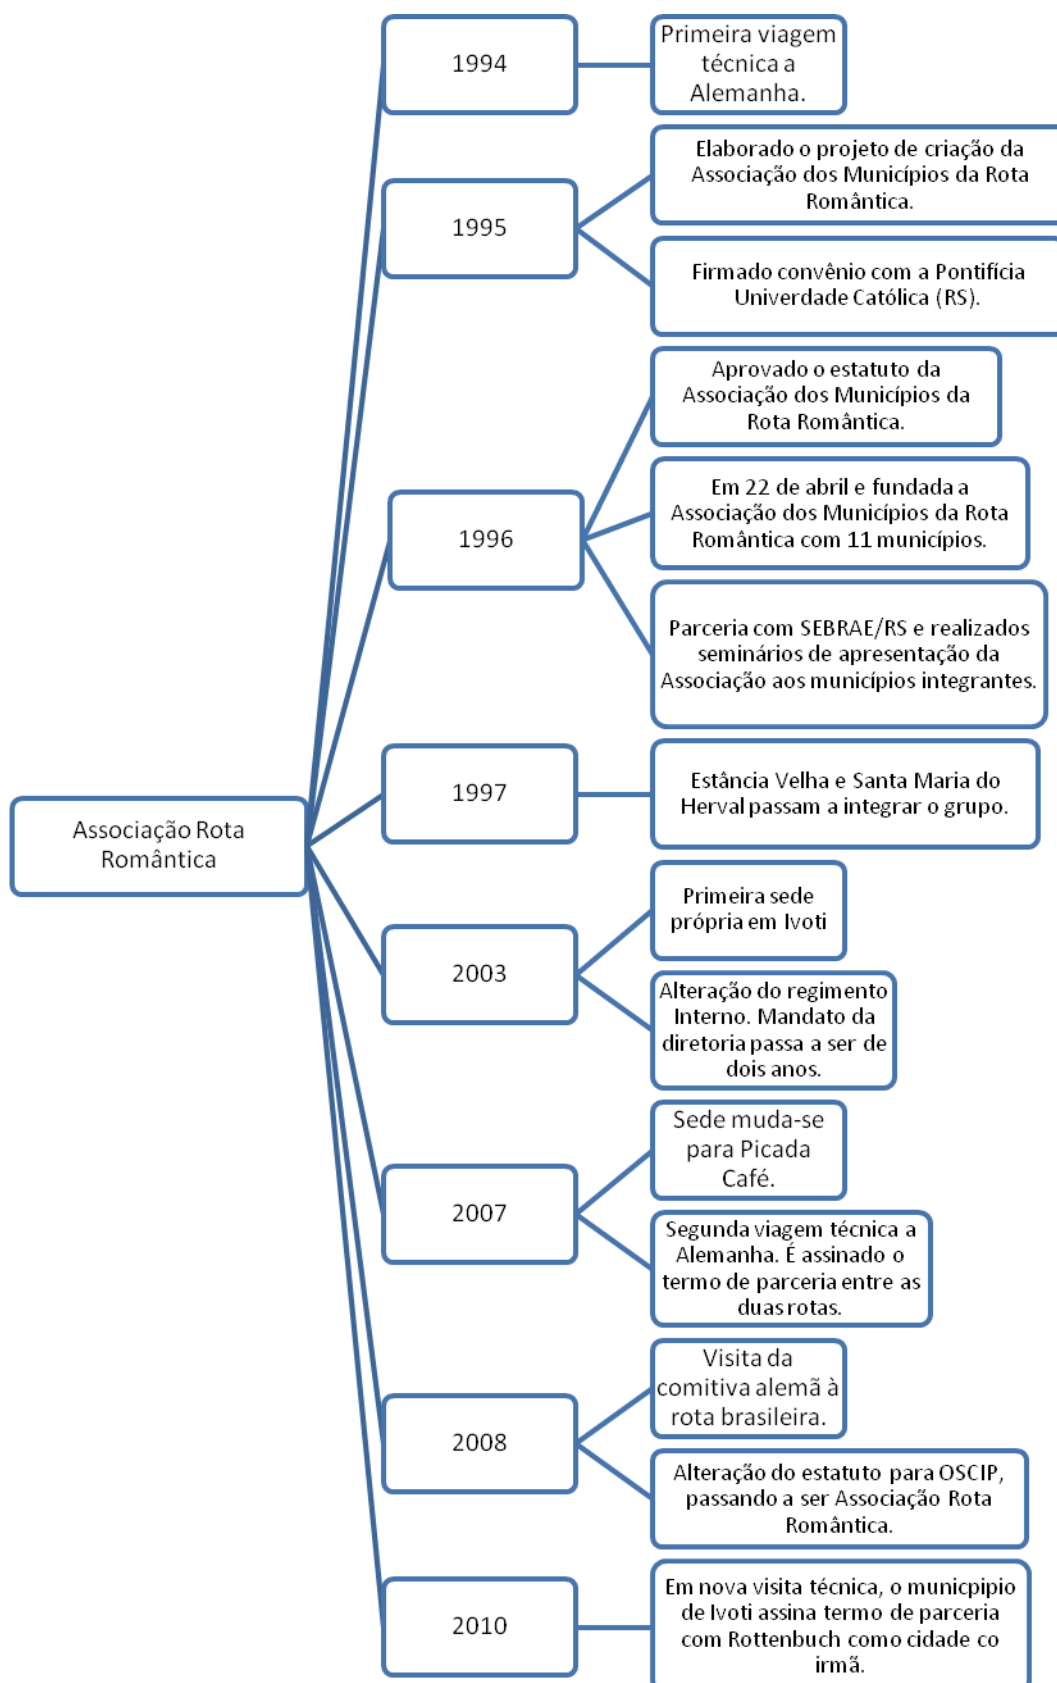 Associação Rota
Romântica
1994
Primeira viagem
técnica a
Alemanha.
1995
Elaborado o projeto de criação da
Associação dos Municípios da Rota
Romântica.
Firmado convênio com a Pontifícia
Univerdade Católica (RS).
1996
Aprovado o estatuto da
Associação dos Municípios da
Rota Romântica.
Em 22 de abril e fundada a
Associação dos Municípios da Rota
Romântica com 11 municípios.
Parceria com SEBRAE/RS e realizados
seminários de apresentação da
Associação aos municípios integrantes.
1997
Estância Velha e Santa Maria do
Herval passam a integrar o grupo.
2003
Primeira sede
própria em Ivoti
Alteração do regimento
Interno. Mandato da
diretoria passa a ser de
dois anos.
2007
Sede muda-se
para Picada
Café.
Segunda viagem técnica a
Alemanha. É assinado o
termo de parceria entre as
duas rotas.
2008
Visita da
comitiva alemã à
rota brasileira.
Alteração do estatuto para OSCIP,
passando a ser Associação Rota
Romântica.
2010
Em nova visita técnica, o municpipio
de Ivoti assina termo de parceria
com Rottenbuch como cidade co
irmã.